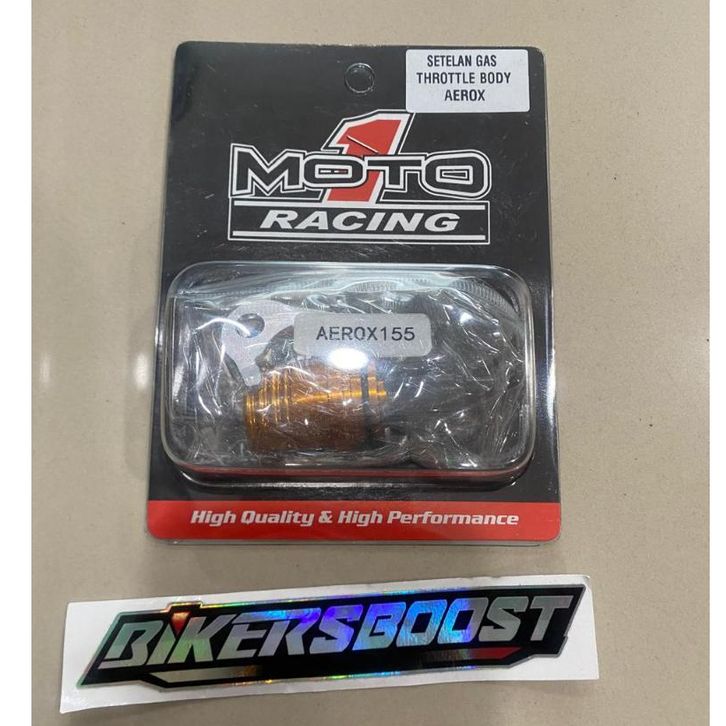 SETELAN GAS
THROTTLE BODY
AEROX
1
MOTO
RACING
AEROX155
High Quality & High Performance
BIKERSBOOST